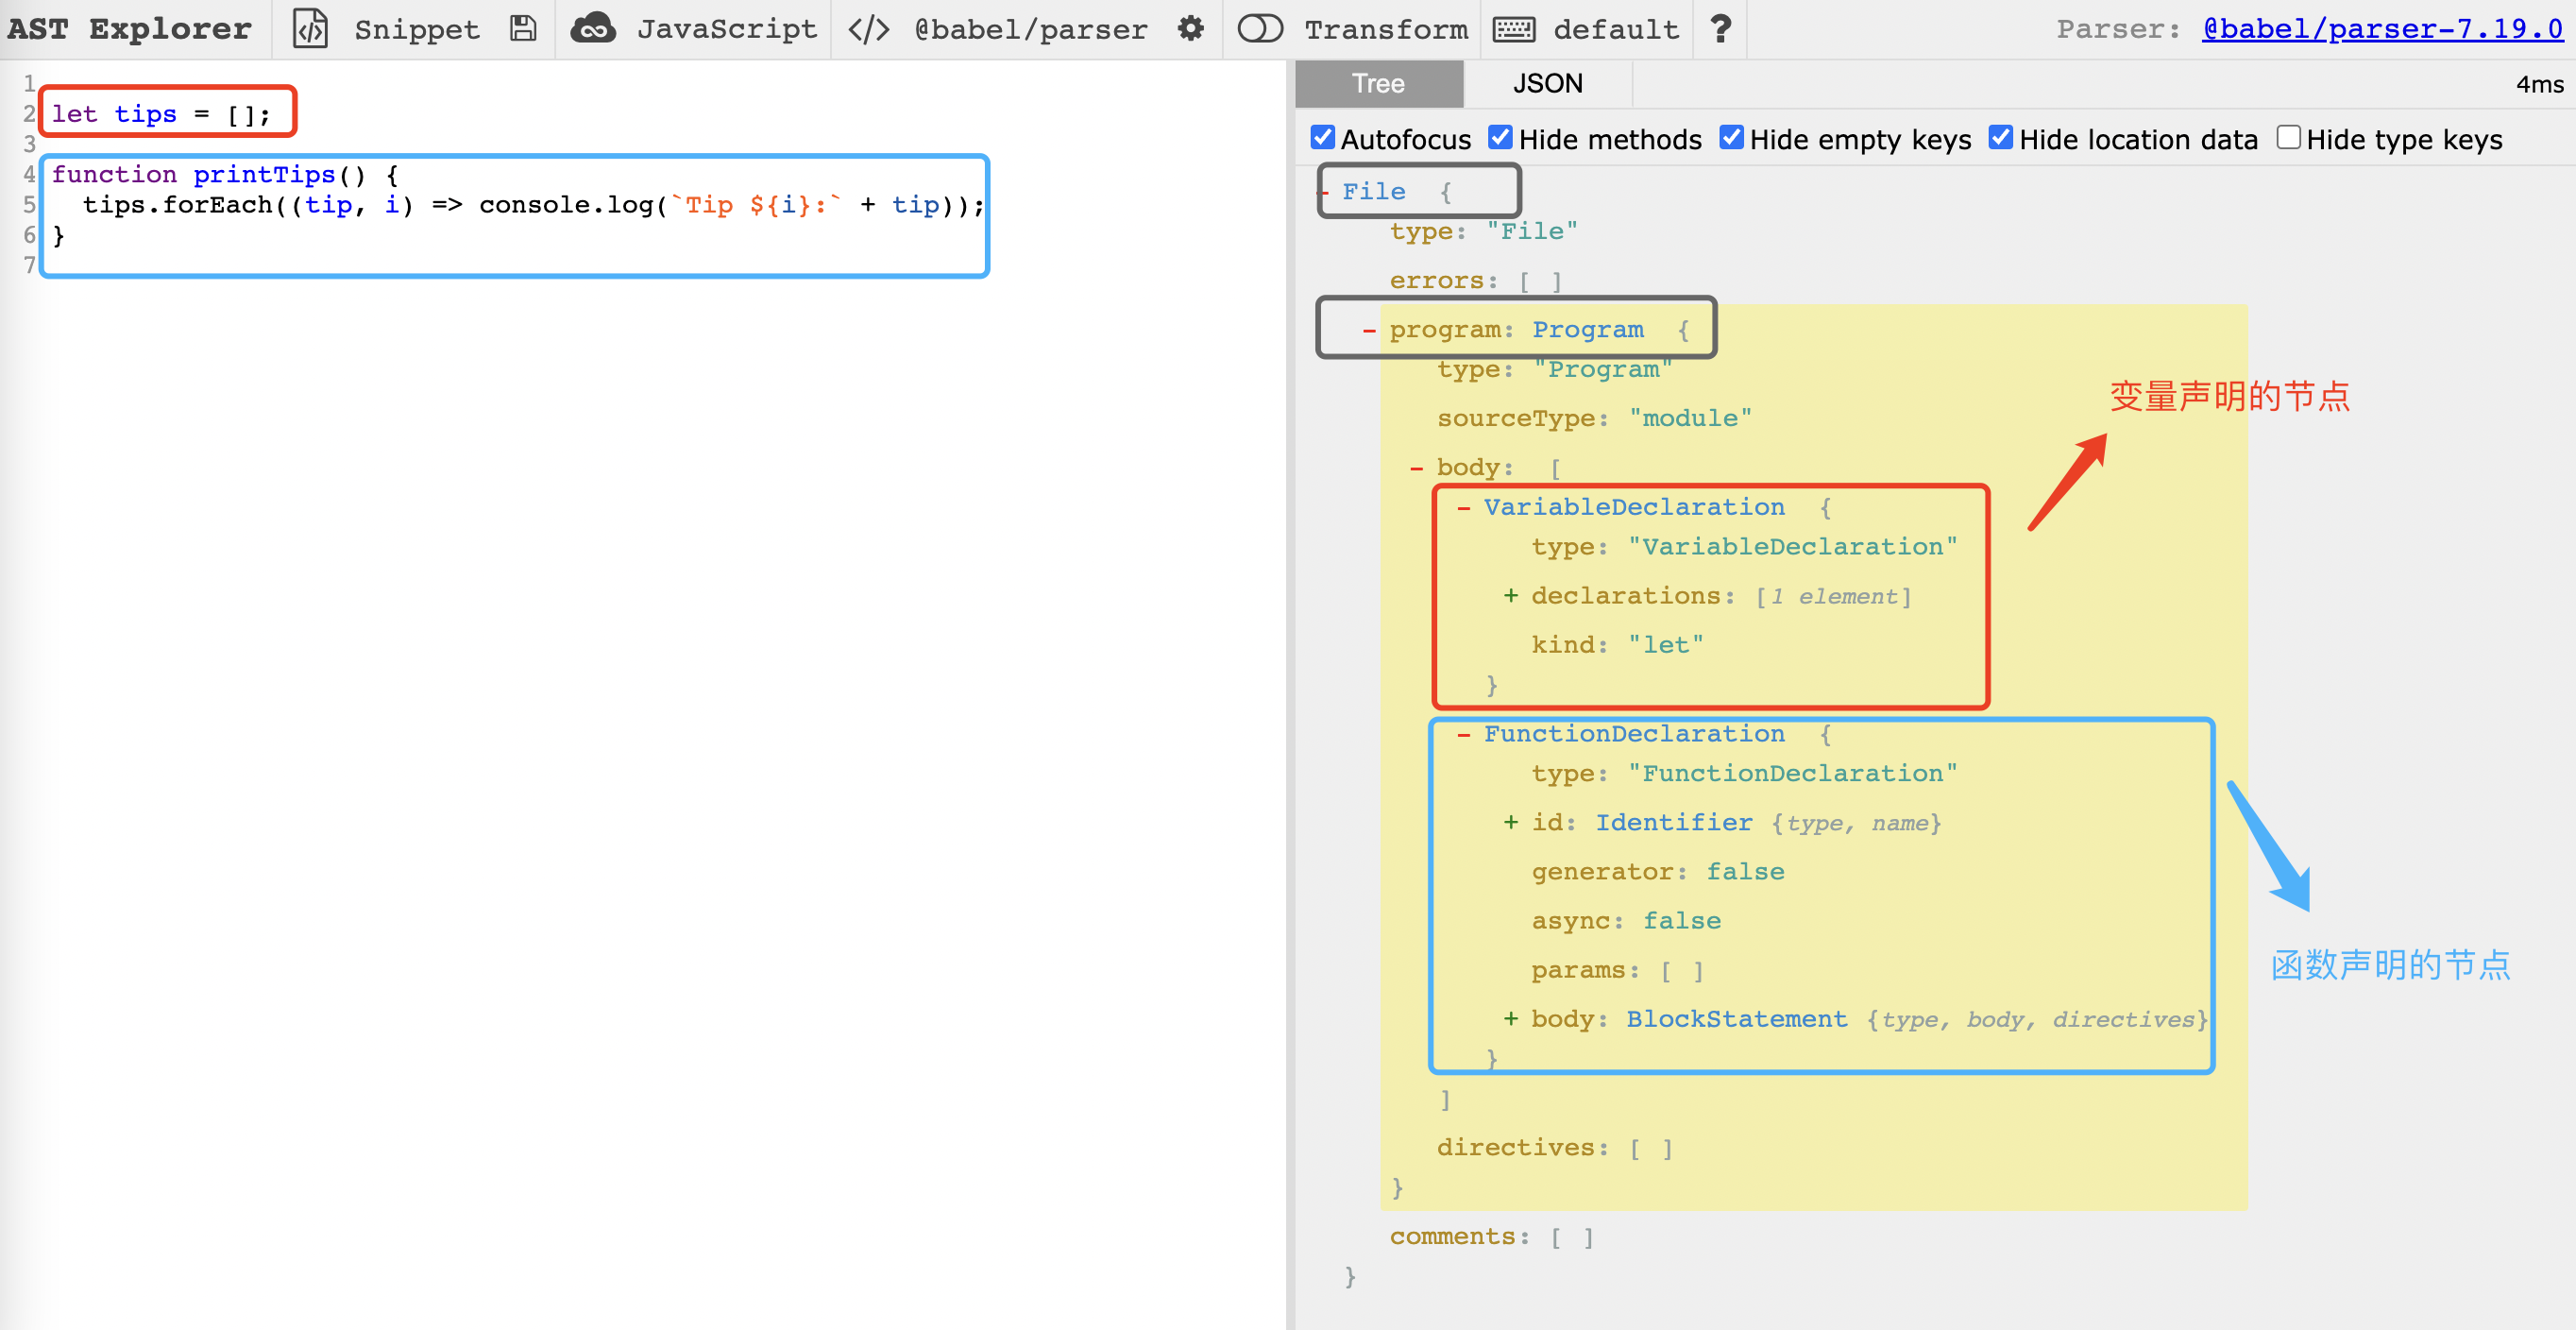 AST Explorer Snippet JavaScript </> @babel/parser Transform default ? Parser: @babel/parser-7.19.0
Tree JSON 4ms
Autofocus Hide methods Hide empty keys Hide location data Hide type keys
1
2 let tips = [];
3
4 function printTips() {
5 tips.forEach((tip, i) => console.log(`Tip ${i}:` + tip));
6 }
7
- File {
type: "File"
errors: [ ]
- program: Program {
type: "Program"
sourceType: "module"
- body: [
- VariableDeclaration {
type: "VariableDeclaration"
+ declarations: [1 element]
kind: "let"
}
- FunctionDeclaration {
type: "FunctionDeclaration"
+ id: Identifier {type, name}
generator: false
async: false
params: [ ]
+ body: BlockStatement {type, body, directives}
}
]
directives: [ ]
}
comments: [ ]
}
变量声明的节点
函数声明的节点